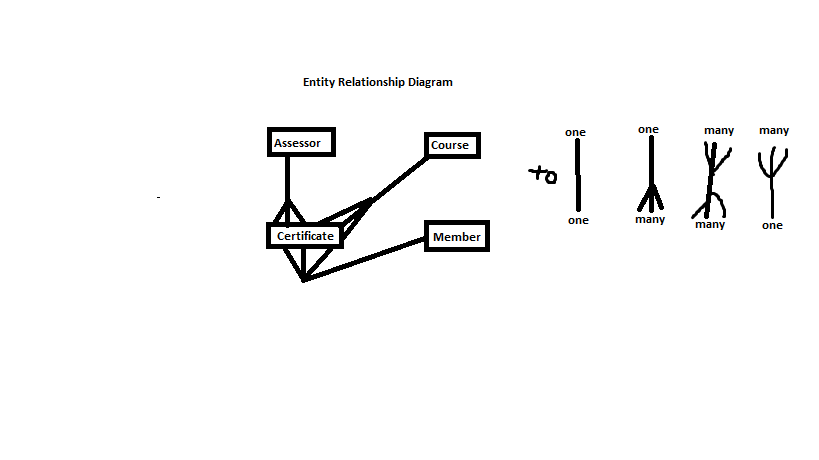 Entity Relationship Diagram
Assessor
Course
Certificate
Member
to
one one many many
one many many one